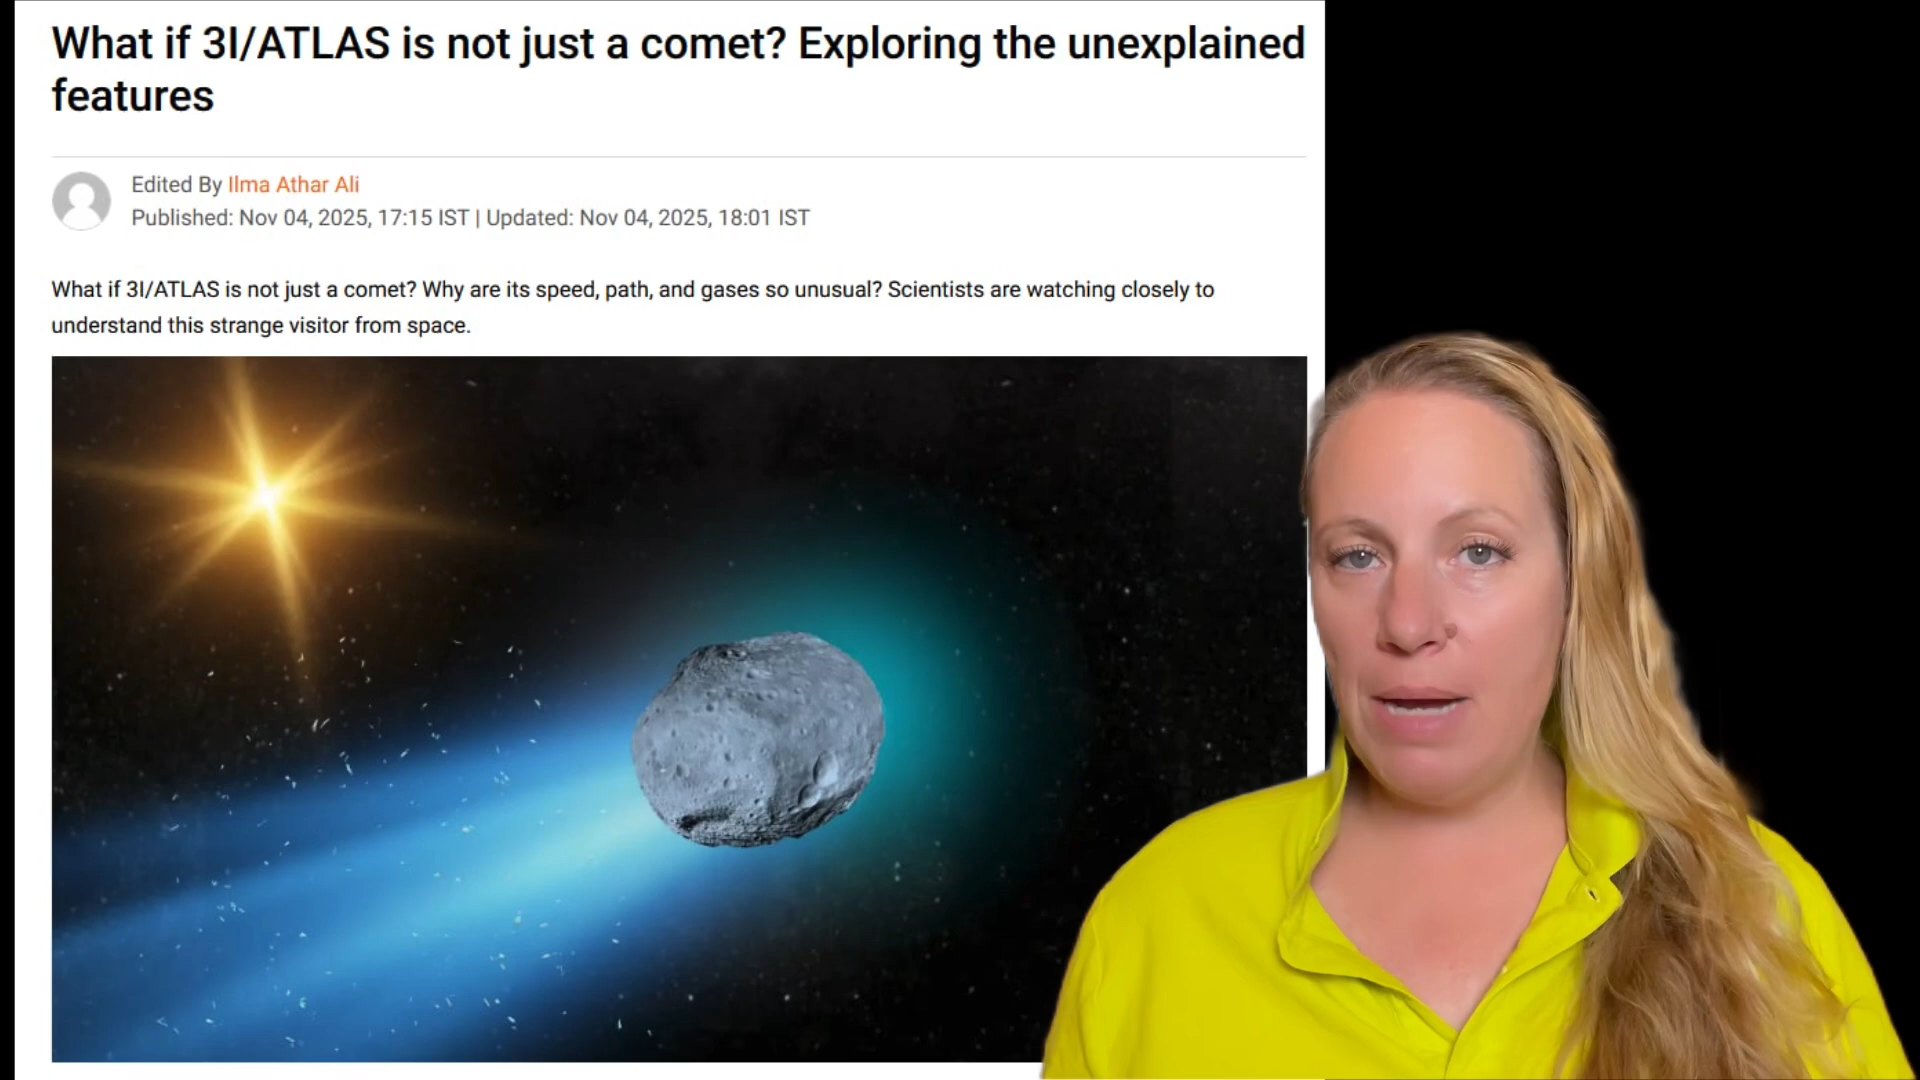 What if 3I/ATLAS is not just a comet? Exploring the unexplained
features
Edited By Ilma Athar Ali
Published: Nov 04, 2025, 17:15 IST | Updated: Nov 04, 2025, 18:01 IST
What if 3I/ATLAS is not just a comet? Why are its speed, path, and gases so unusual? Scientists are watching closely to
understand this strange visitor from space.